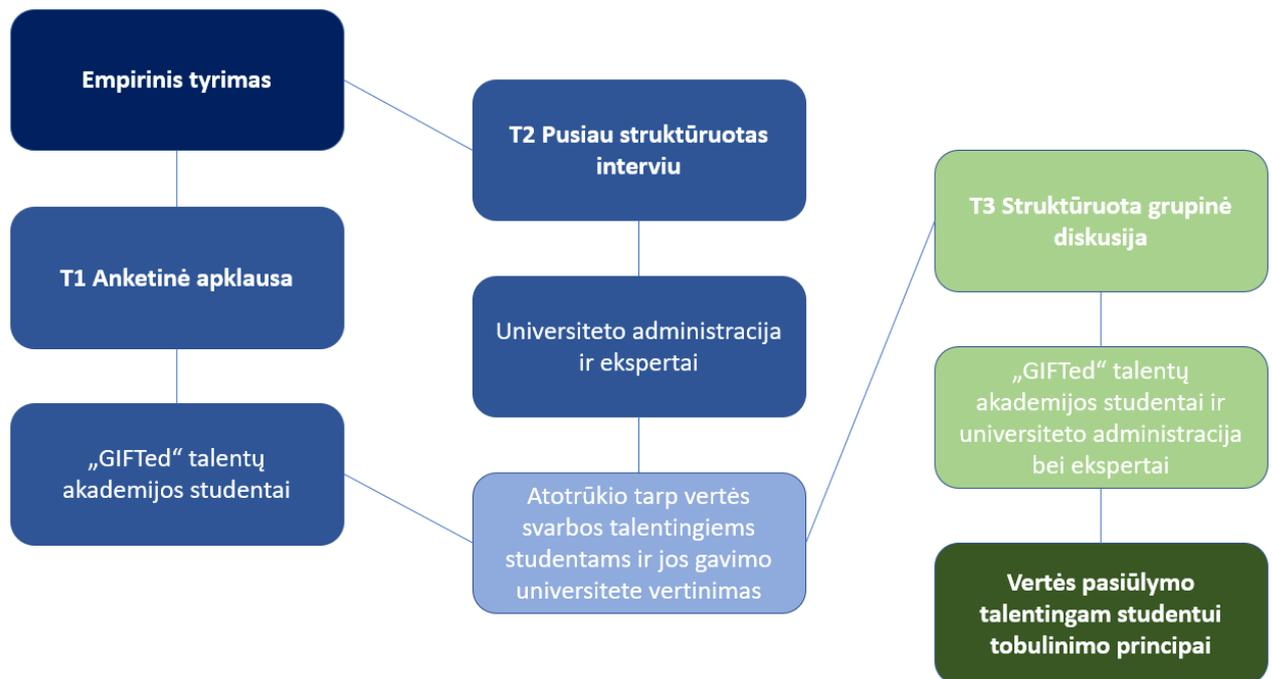 Empirinis tyrimas
T1 Anketinė apklausa
„GIFTed“ talentų
akademijos studentai
T2 Pusiau struktūruotas
interviu
Universiteto administracija
ir ekspertai
Atotrūkio tarp vertės
svarbos talentingiems
studentams ir jos gavimo
universitete vertinimas
T3 Struktūruota grupinė
diskusija
„GIFTed“ talentų
akademijos studentai ir
universiteto administracija
bei ekspertai
Vertės pasiūlymo
talentingam studentui
tobulinimo principai